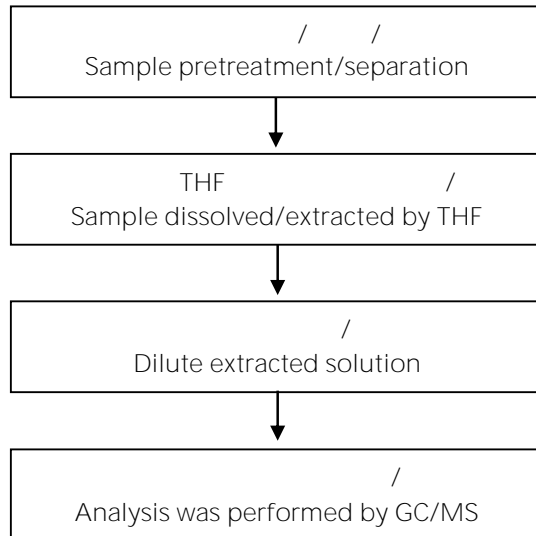 / / 
Sample pretreatment/separation
THF /
Sample dissolved/extracted by THF
/
Dilute extracted solution
/
Analysis was performed by GC/MS